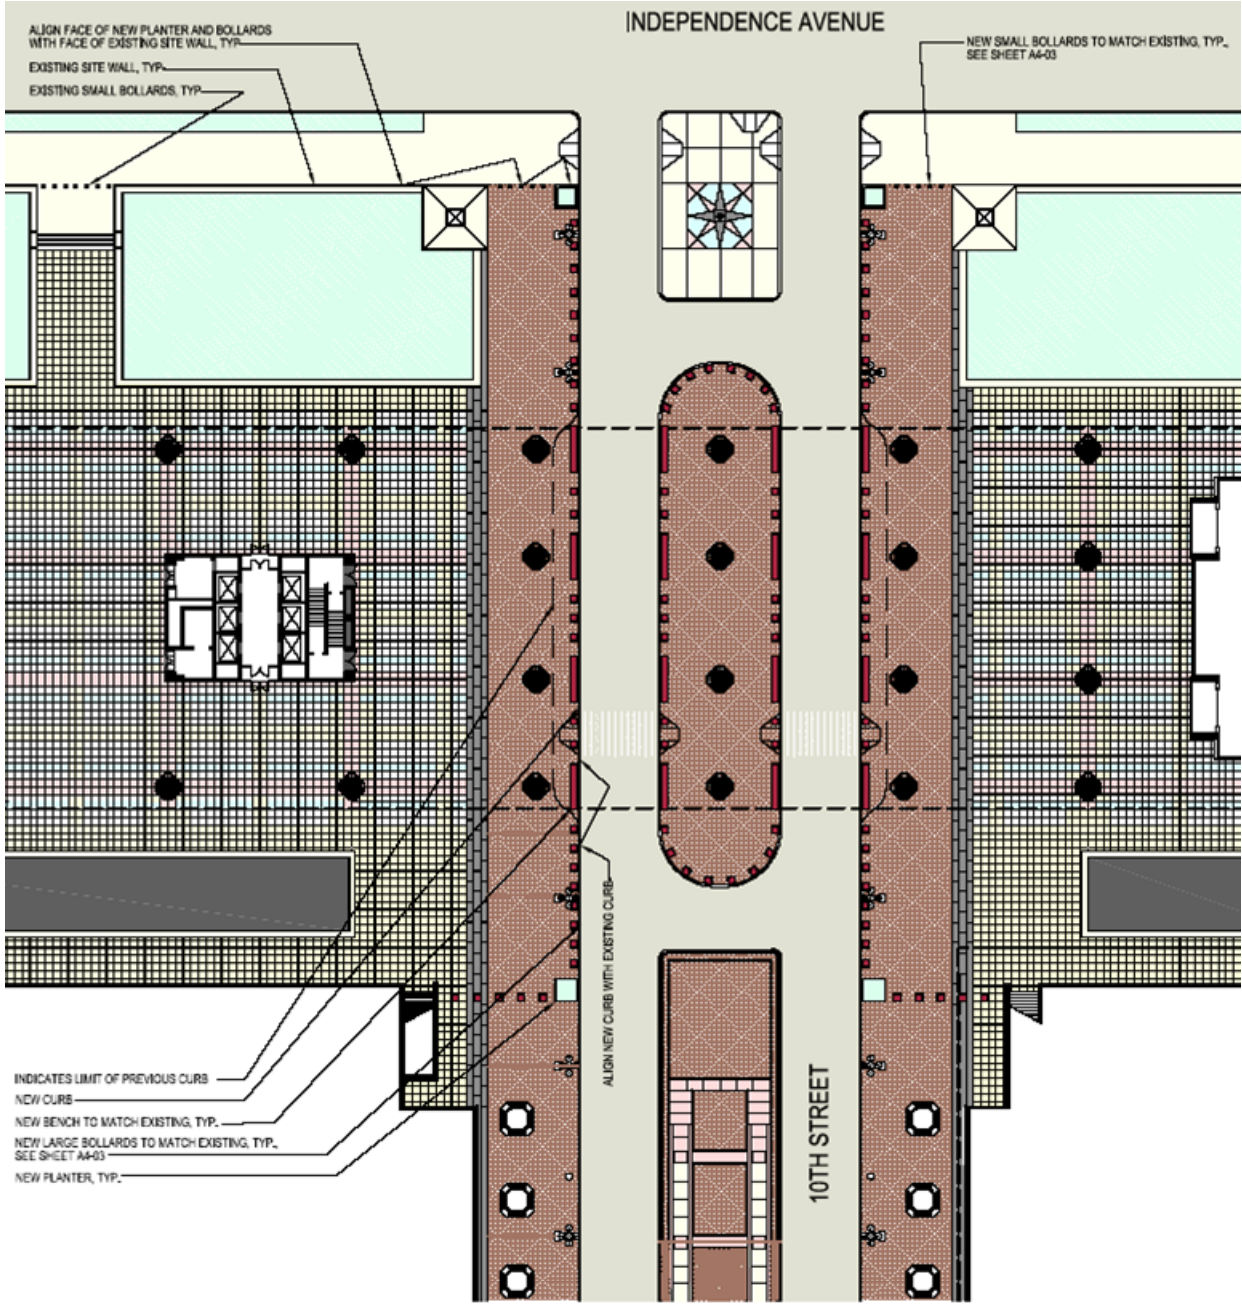 INDEPENDENCE AVENUE
ALIGN FACE OF NEW PLANTER AND BOLLARDS
WITH FACE OF EXISTING SITE WALL, TYP
EXISTING SITE WALL, TYP
EXISTING SMALL BOLLARDS, TYP
NEW SMALL BOLLARDS TO MATCH EXISTING, TYP.,
SEE SHEET A4-03
ALIGN NEW CURB WITH EXISTING CURB
INDICATES LIMIT OF PREVIOUS CURB
NEW CURB
NEW BENCH TO MATCH EXISTING, TYP.
NEW LARGE BOLLARDS TO MATCH EXISTING, TYP.,
SEE SHEET A4-03
NEW PLANTER, TYP.
10TH STREET